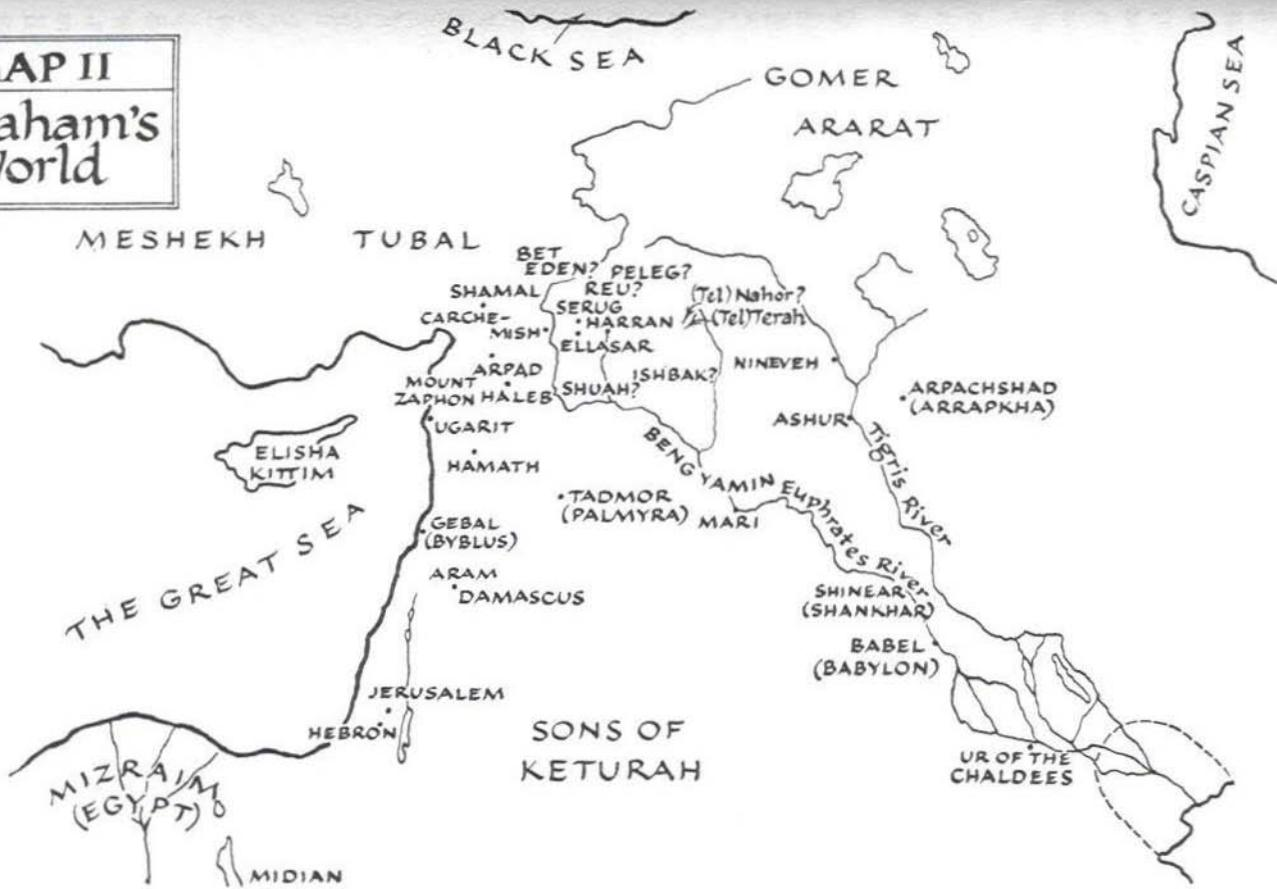 AP II
aham's
orld
BLACK SEA
GOMER
ARARAT
CASPIAN SEA
MESHEKH
TUBAL
BET
EDEN?
PELEG?
REU?
(Tel) Nahor?
(Tel) Terah
SHAMAL
SERUG
CARCHE-
MISH
HARRAN
ELLASAR
ARPAD
ISHBAK?
NINEVEH
MOUNT
ZAPHON
HALEB
SHUAH?
ARPACHSHAD
(ARRAPKHA)
UGARIT
ASHUR
Tigris River
ELISHA
KITTIM
HAMATH
BENGYAMIN
Euphrates River
TADMOR
(PALMYRA)
MARI
GEBAL
(BYBLUS)
THE GREAT SEA
ARAM
DAMASCUS
SHINEAR
(SHANKHAR)
BABEL
(BABYLON)
JERUSALEM
HEBRON
SONS OF
KETURAH
UR OF THE
CHALDEES
MIZRAIM
(EGYPT)
MIDIAN